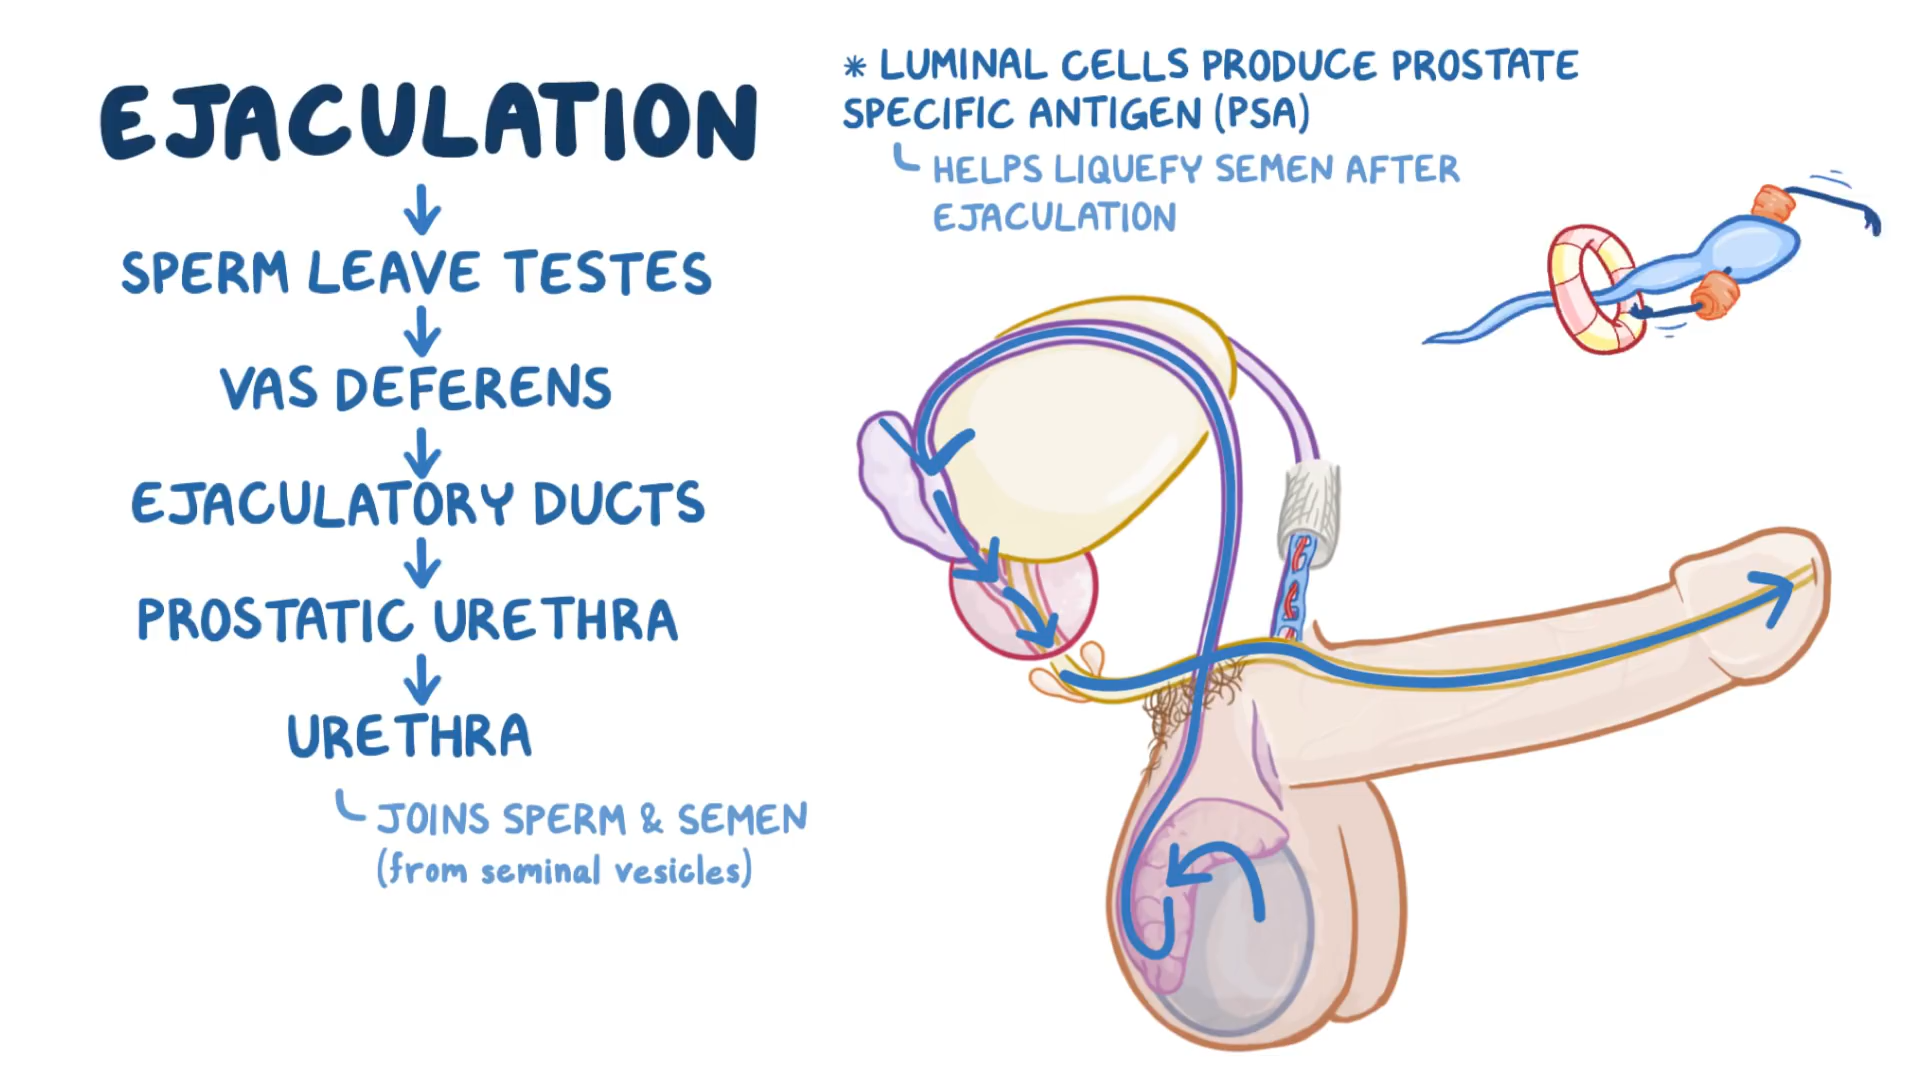 EJACULATION
SPERM LEAVE TESTES
VAS DEFERENS
EJACULATORY DUCTS
PROSTATIC URETHRA
URETHRA
JOINS SPERM & SEMEN
(from seminal vesicles)
* LUMINAL CELLS PRODUCE PROSTATE
SPECIFIC ANTIGEN (PSA)
HELPS LIQUEFY SEMEN AFTER
EJACULATION